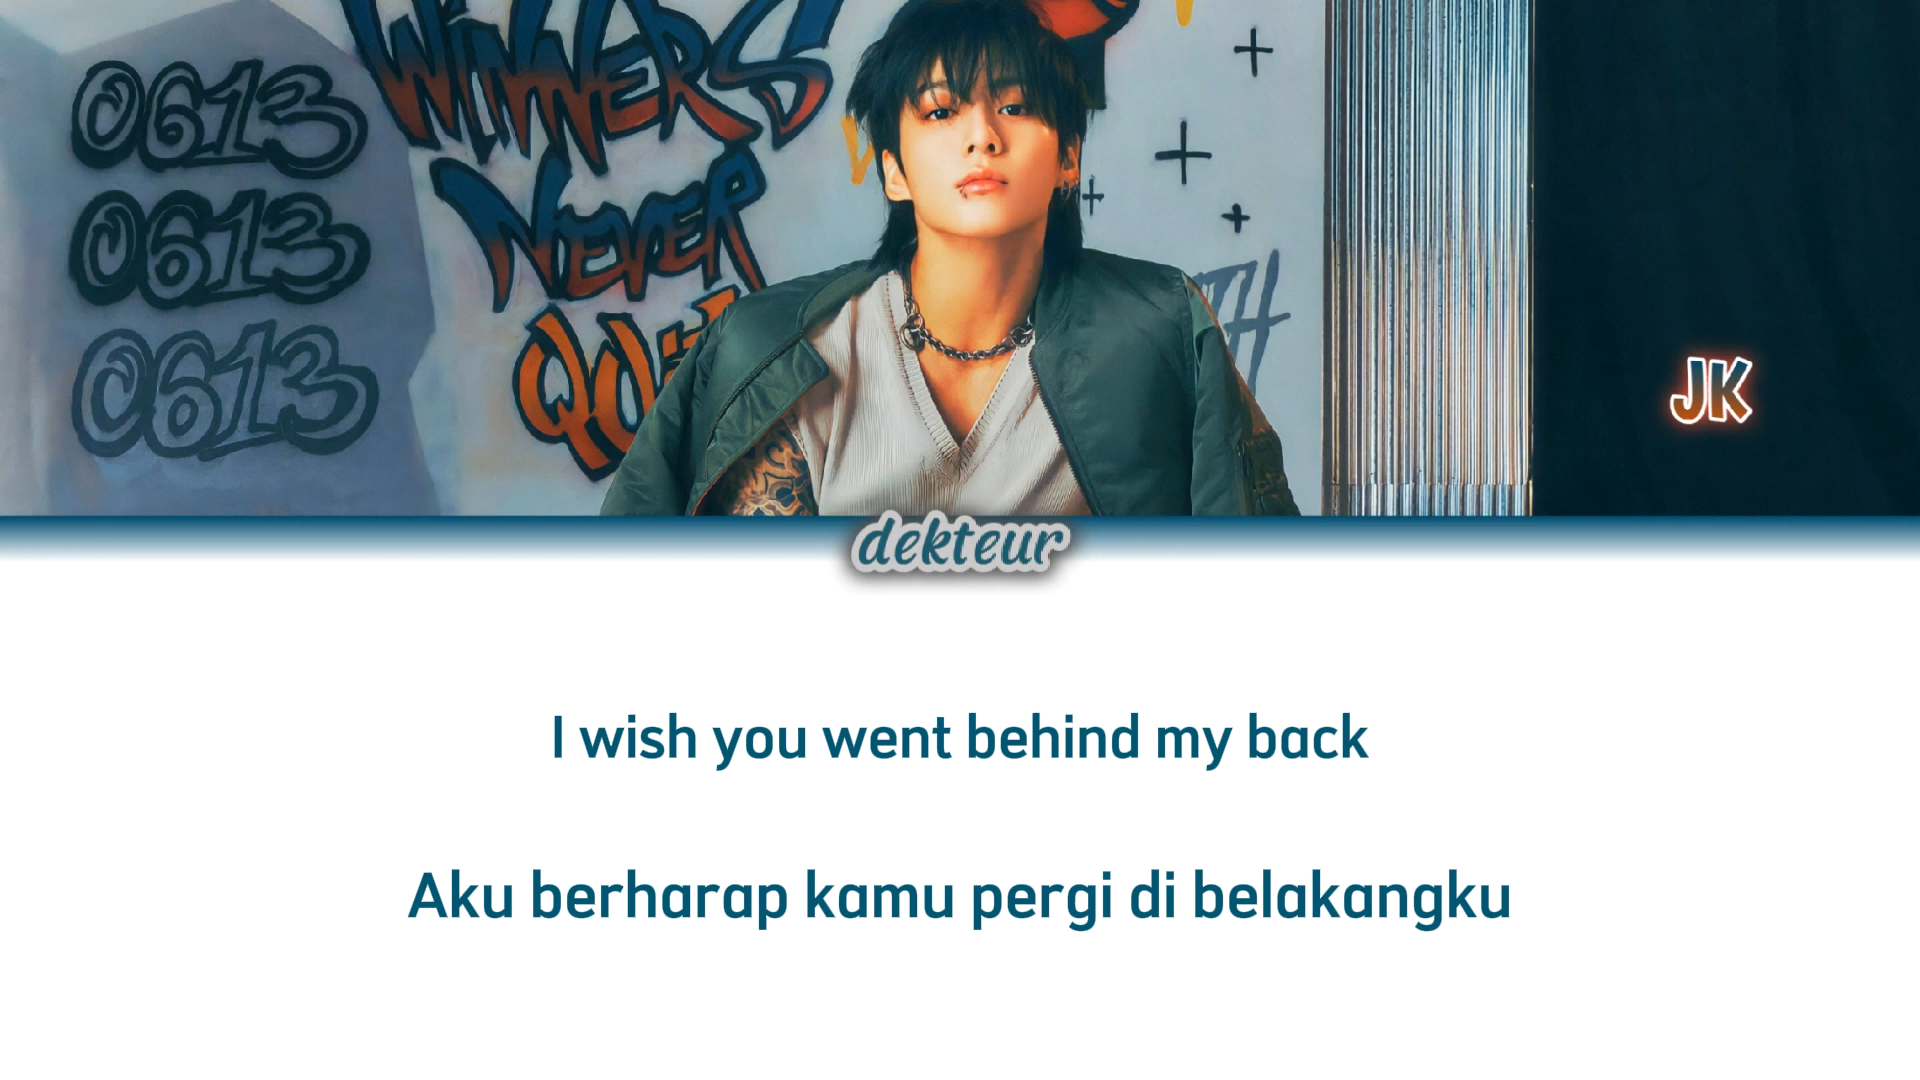 0613
0613
0613
WINNERS
NEVER
JK
dekteur
I wish you went behind my back
Aku berharap kamu pergi di belakangku